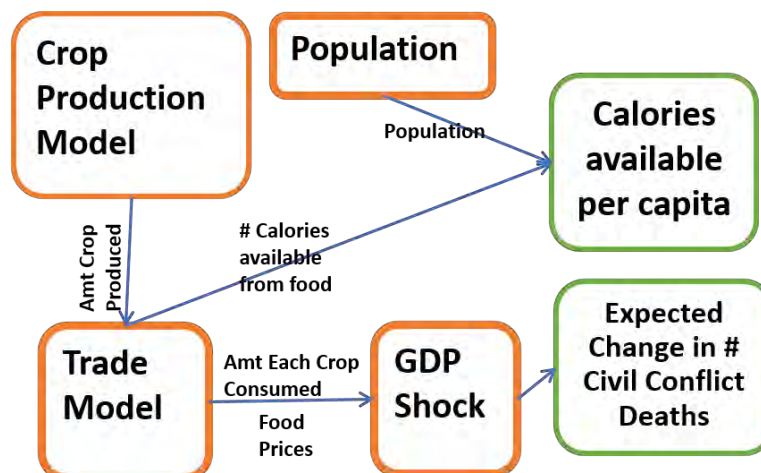 Crop
Production
Model
Population
Population
Calories
available
per capita
Amt Crop
Produced
# Calories
available
from food
Trade
Model
Amt Each Crop
Consumed
Food
Prices
GDP
Shock
Expected
Change in #
Civil Conflict
Deaths